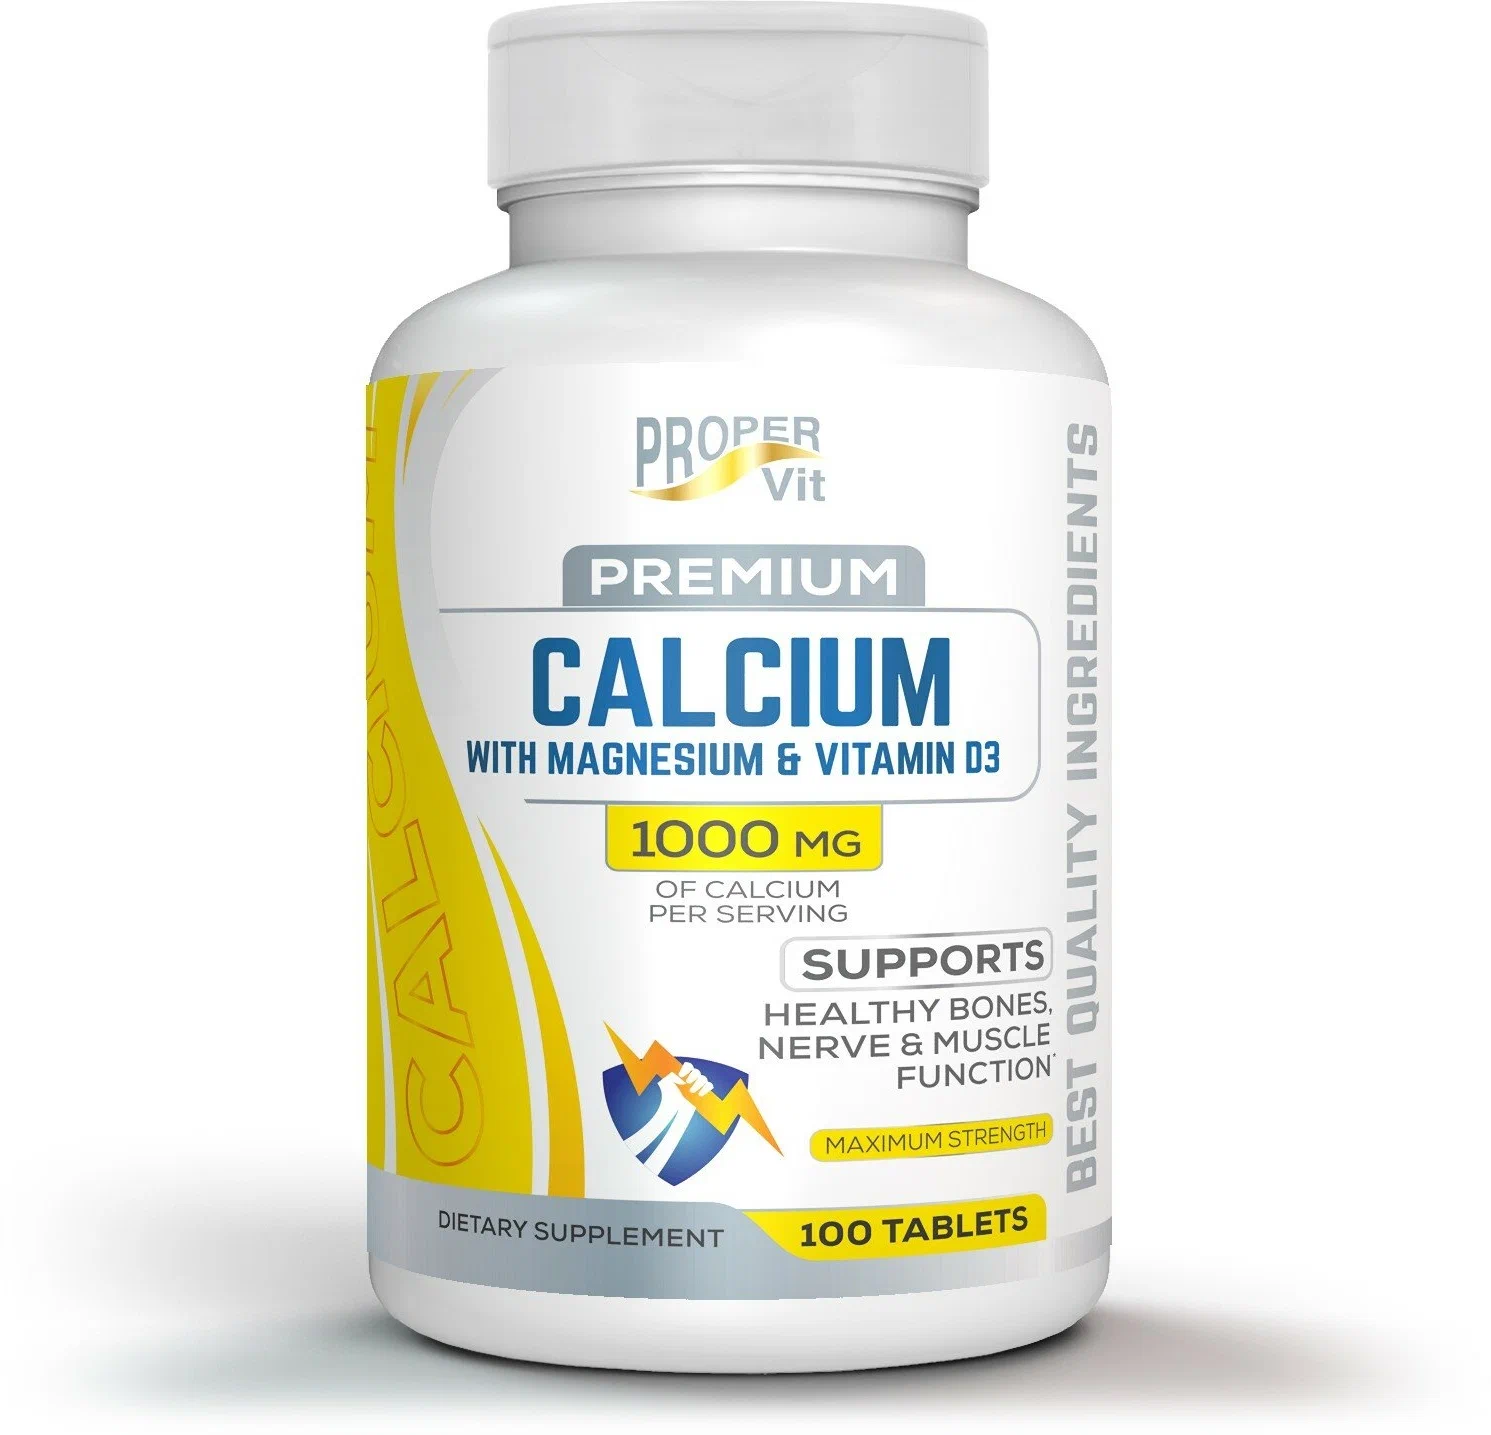 PROPER
Vit
PREMIUM
CALCIUM
WITH MAGNESIUM & VITAMIN D3
1000 MG
OF CALCIUM
PER SERVING
SUPPORTS
HEALTHY BONES,
NERVE & MUSCLE
FUNCTION*
MAXIMUM STRENGTH
DIETARY SUPPLEMENT
100 TABLETS
CALCIUM
BEST QUALITY INGREDIENTS